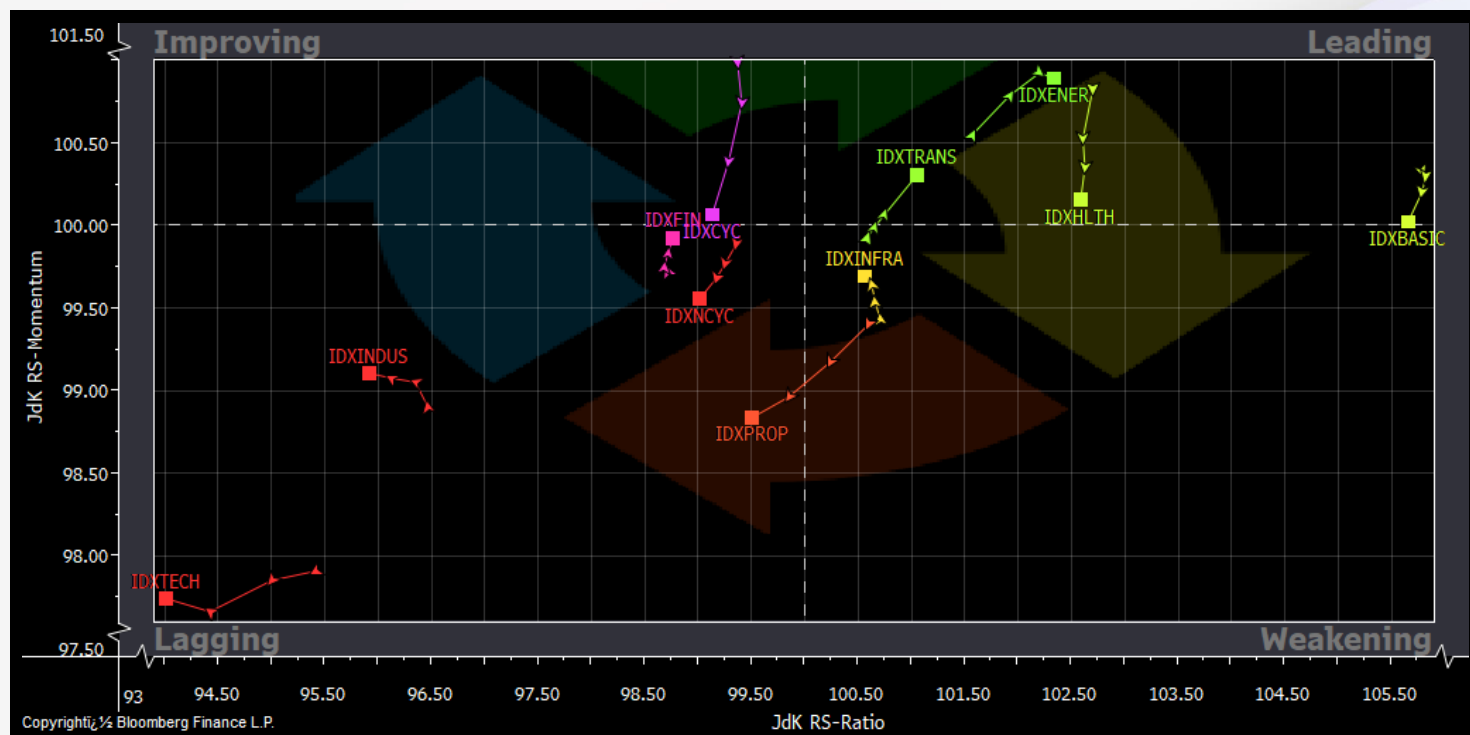 101.50
Improving
Leading
IDXENER
100.50
IDXTRANS
IDXHLTH
IDXFIN
100.00
IDXCYC
IDXBASIC
IDXINFRA
99.50
IDXNCYC
IDXINDUS
99.00
JdK RS-Momentum
IDXPROP
98.50
98.00
IDXTECH
97.50
Lagging
Weakening
93
94.50
95.50
96.50
97.50
98.50
99.50
100.50
101.50
102.50
103.50
104.50
105.50
Copyrightï¿½ Bloomberg Finance L.P.
JdK RS-Ratio